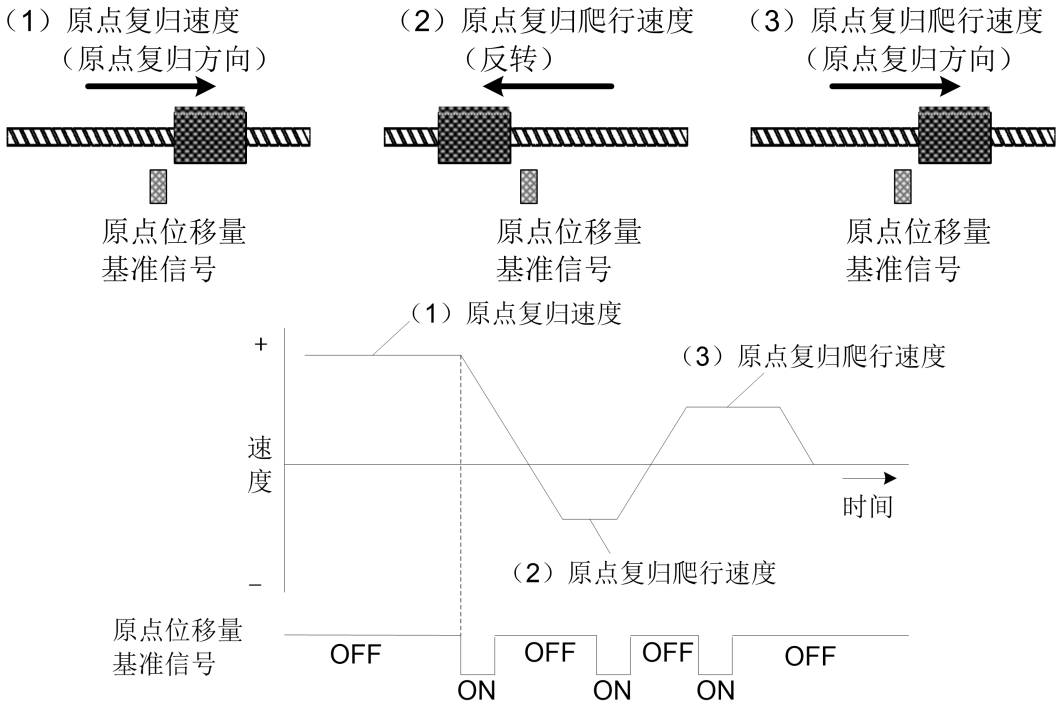 （1）原点复归速度
（原点复归方向）
（2）原点复归爬行速度
（反转）
（3）原点复归爬行速度
（原点复归方向）
原点位移量
基准信号
原点位移量
基准信号
原点位移量
基准信号
（1）原点复归速度
+
（3）原点复归爬行速度
速
度
时间
（2）原点复归爬行速度
−
原点位移量
基准信号
OFF
ON
OFF
ON
OFF
ON
OFF